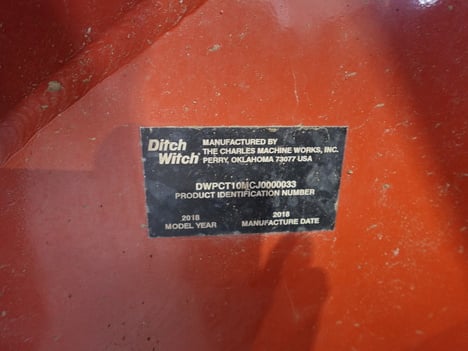 Ditch Witch
MANUFACTURED BY
THE CHARLES MACHINE WORKS, INC.
PERRY, OKLAHOMA 73077 USA
DWPCT10MCJ0000033
PRODUCT IDENTIFICATION NUMBER
2018
MODEL YEAR
2018
MANUFACTURE DATE